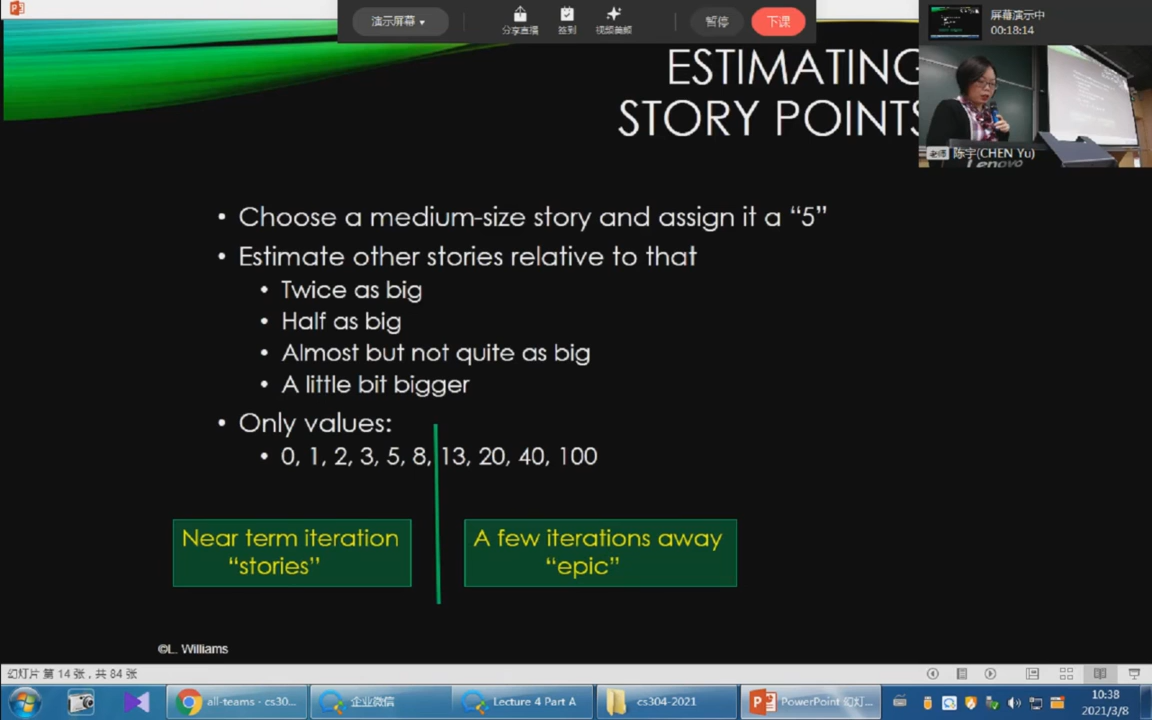 演示屏幕
分享直播
签到
视频美颜
暂停
下课
屏幕演示中
00:18:14
老师 陈宇(CHEN Yu)
Lenovo
ESTIMATING
STORY POINTS
• Choose a medium-size story and assign it a “5”
• Estimate other stories relative to that
• Twice as big
• Half as big
• Almost but not quite as big
• A little bit bigger
• Only values:
• 0, 1, 2, 3, 5, 8, 13, 20, 40, 100
Near term iteration
“stories”
A few iterations away
“epic”
©L. Williams
幻灯片 第 14 张 , 共 84 张
all-teams - cs30...
企业微信
Lecture 4 Part A
cs304-2021
PowerPoint 幻灯...
10:38
2021/3/8